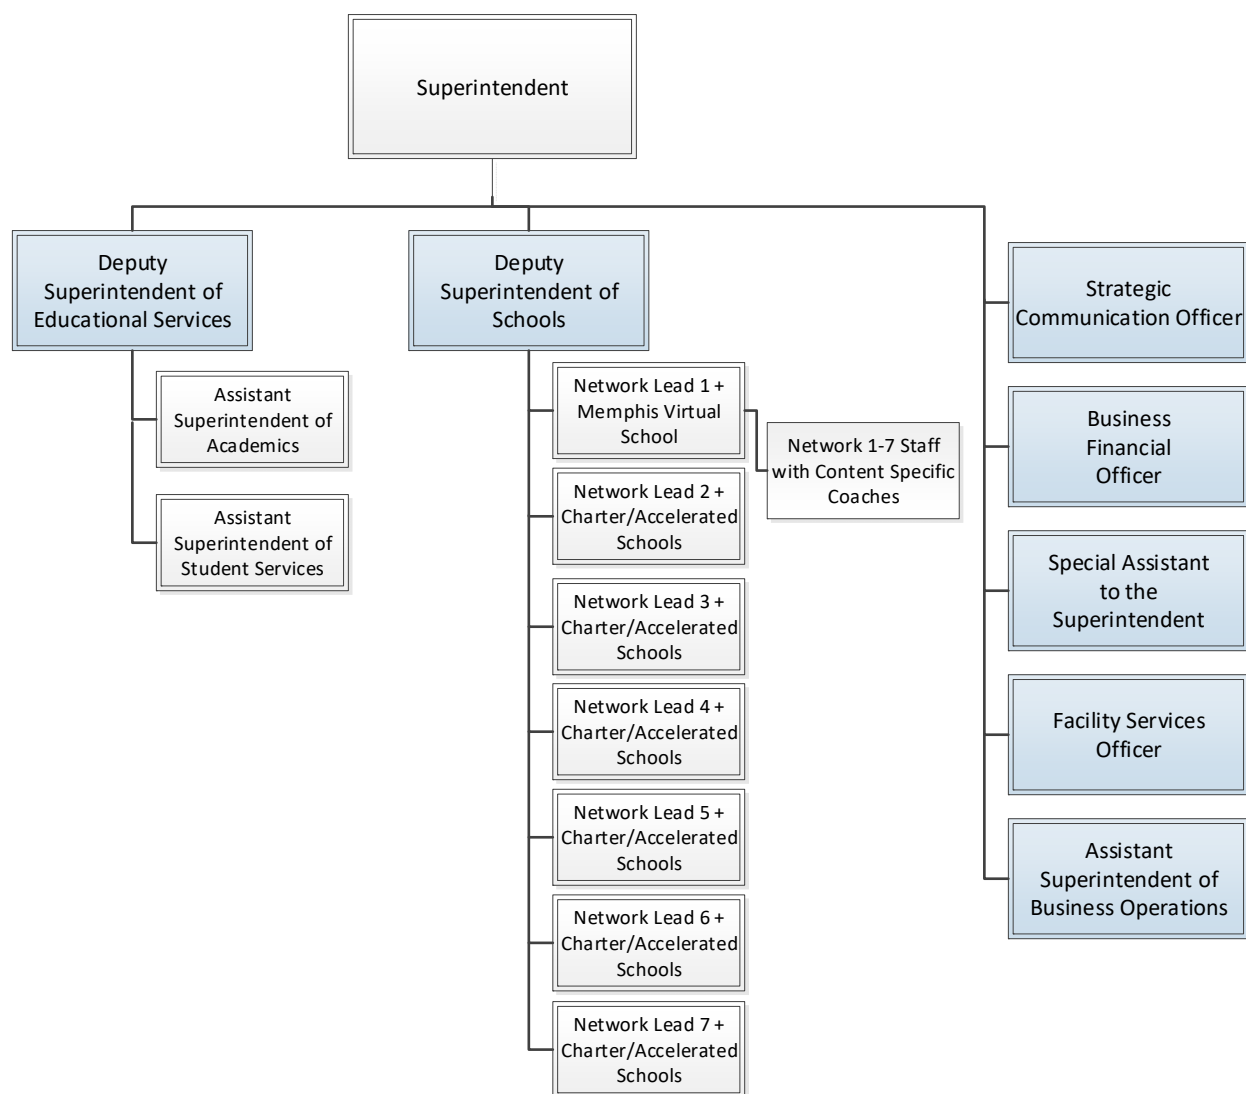 Superintendent
Deputy
Superintendent of
Educational Services
Assistant
Superintendent of
Academics
Assistant
Superintendent of
Student Services
Deputy
Superintendent of
Schools
Network Lead 1 +
Memphis Virtual
School
Network 1-7 Staff
with Content Specific
Coaches
Network Lead 2 +
Charter/Accelerated
Schools
Network Lead 3 +
Charter/Accelerated
Schools
Network Lead 4 +
Charter/Accelerated
Schools
Network Lead 5 +
Charter/Accelerated
Schools
Network Lead 6 +
Charter/Accelerated
Schools
Network Lead 7 +
Charter/Accelerated
Schools
Strategic
Communication Officer
Business
Financial
Officer
Special Assistant
to the
Superintendent
Facility Services
Officer
Assistant
Superintendent of
Business Operations